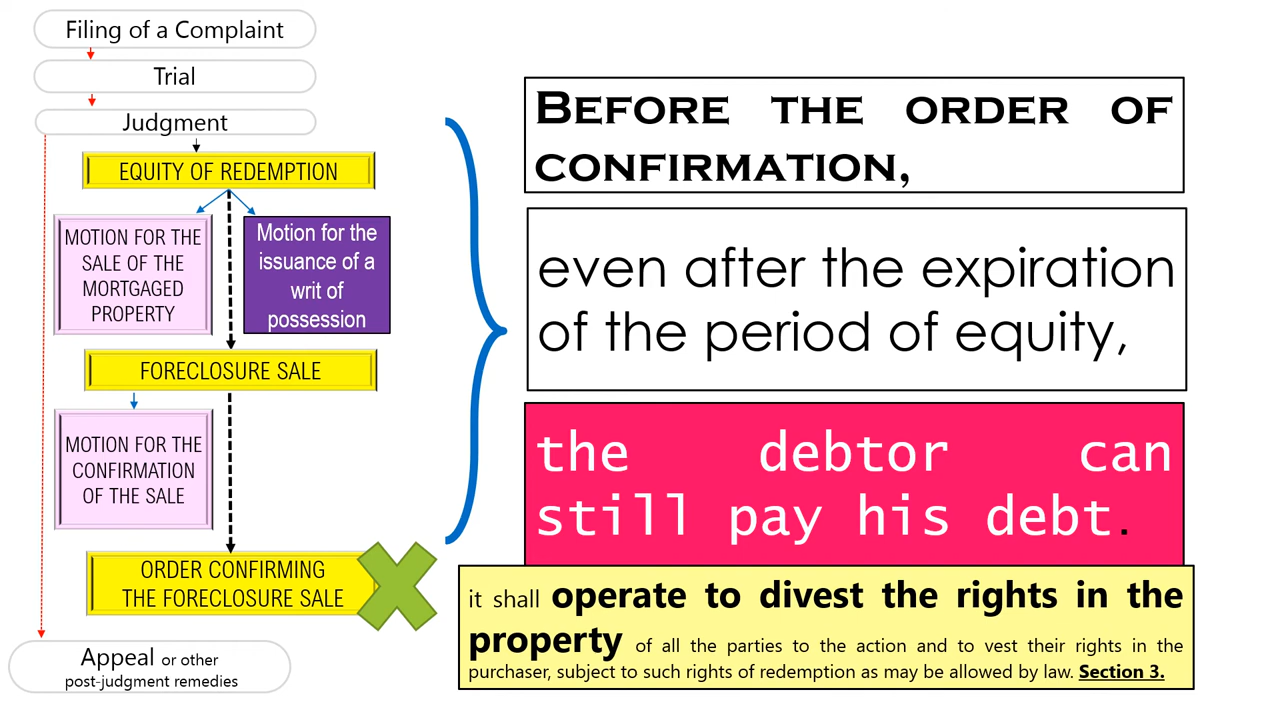 Filing of a Complaint
Trial
Judgment
EQUITY OF REDEMPTION
MOTION FOR THE
SALE OF THE
MORTGAGED
PROPERTY
Motion for the
issuance of a
writ of
possession
FORECLOSURE SALE
MOTION FOR THE
CONFIRMATION
OF THE SALE
ORDER CONFIRMING
THE FORECLOSURE SALE
Appeal or other
post-judgment remedies
BEFORE THE ORDER OF
CONFIRMATION,
even after the expiration
of the period of equity,
the debtor can
still pay his debt.
it shall operate to divest the rights in the
property of all the parties to the action and to vest their rights in the
purchaser, subject to such rights of redemption as may be allowed by law. Section 3.